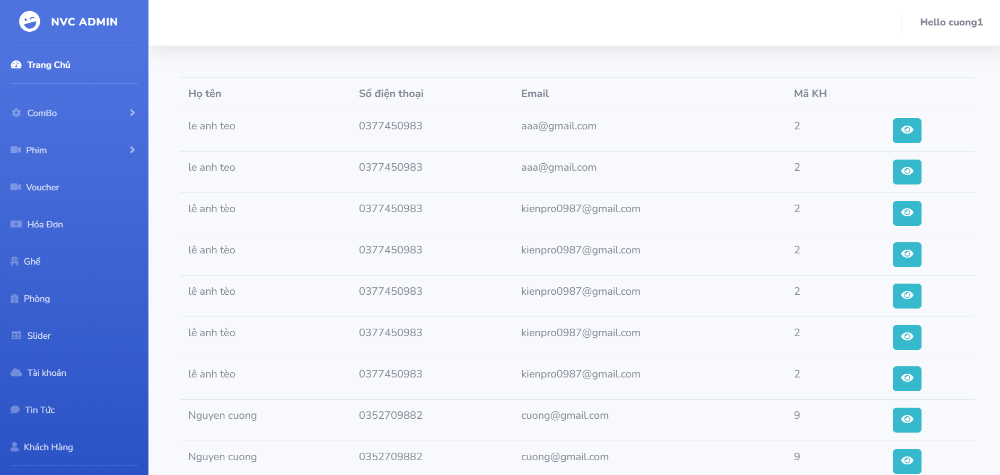 NVC ADMIN
Hello cuong1
Trang Chủ
ComBo
Phim
Voucher
Hóa Đơn
Ghế
Phòng
Slider
Tài khoản
Tin Tức
Khách Hàng
Họ tên Số điện thoại Email Mã KH
le anh teo 0377450983 aaa@gmail.com 2
le anh teo 0377450983 aaa@gmail.com 2
lê anh tèo 0377450983 kienpro0987@gmail.com 2
lê anh tèo 0377450983 kienpro0987@gmail.com 2
lê anh tèo 0377450983 kienpro0987@gmail.com 2
lê anh tèo 0377450983 kienpro0987@gmail.com 2
lê anh tèo 0377450983 kienpro0987@gmail.com 2
Nguyen cuong 0352709882 cuong@gmail.com 9
Nguyen cuong 0352709882 cuong@gmail.com 9